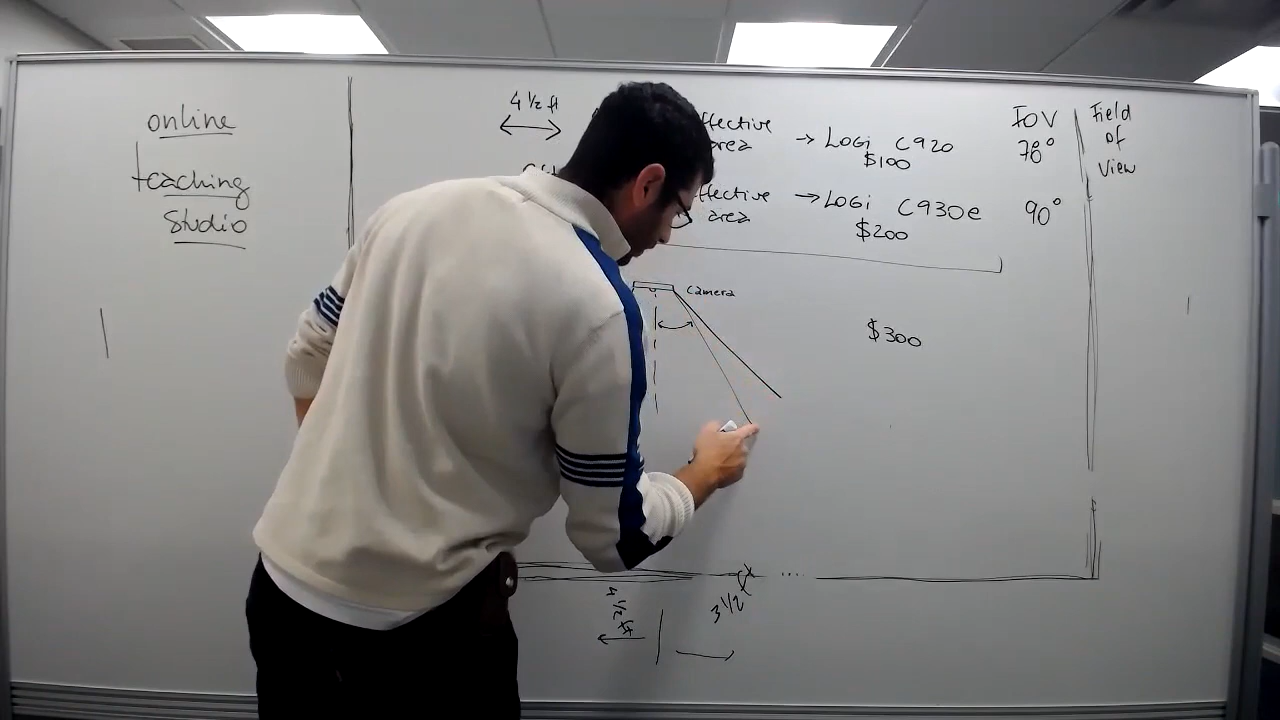 online
teaching
studio
4 1/2 ft
ffective
area
→ Logi C920
$100
FOV
78°
Field
of
View
ffective
area
→ Logi C930e
$200
90°
camera
$300
4 1/2 ft
3 1/2